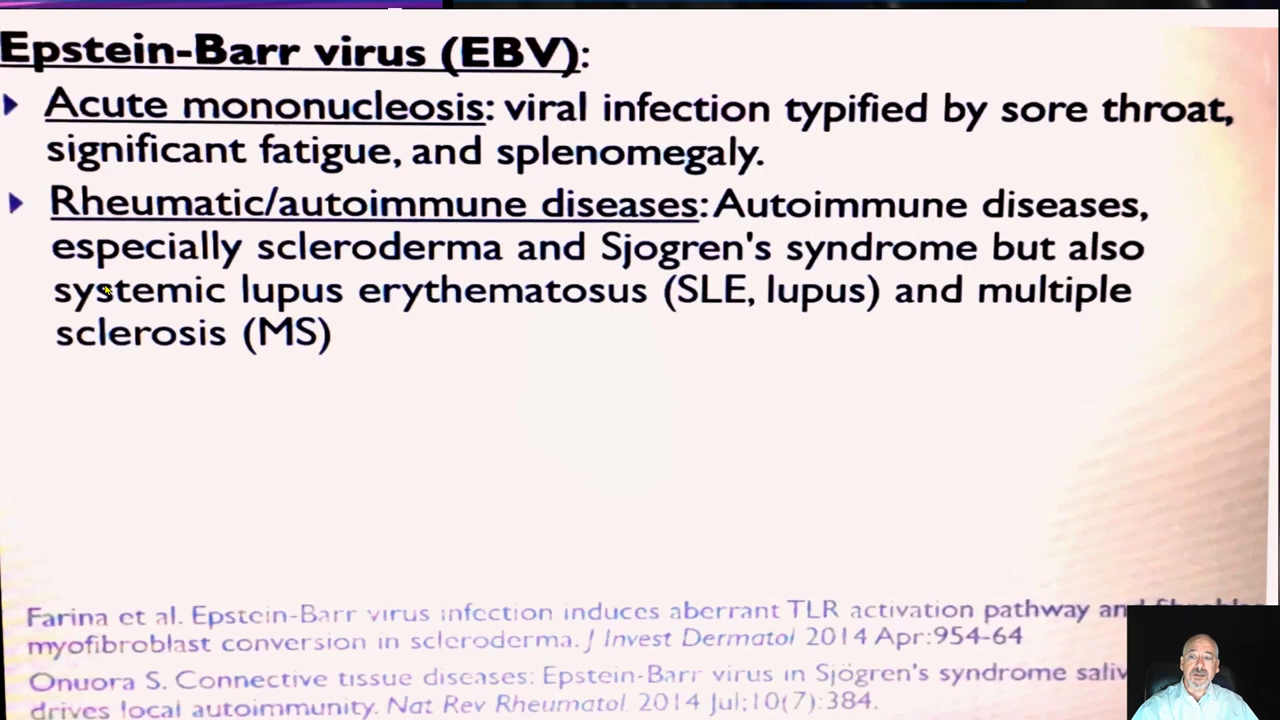 Epstein-Barr virus (EBV):
Acute mononucleosis: viral infection typified by sore throat,
significant fatigue, and splenomegaly.
Rheumatic/autoimmune diseases: Autoimmune diseases,
especially scleroderma and Sjogren's syndrome but also
systemic lupus erythematosus (SLE, lupus) and multiple
sclerosis (MS)
Farina et al. Epstein-Barr virus infection induces aberrant TLR activation pathway
myofibroblast conversion in scleroderma. J Invest Dermatol 2014 Apr:954-64
Onuora S. Connective tissue diseases: Epstein-Barr virus in Sjögren's syndrome
drives local autoimmunity. Nat Rev Rheumatol 2014 Jul;10(7):384.